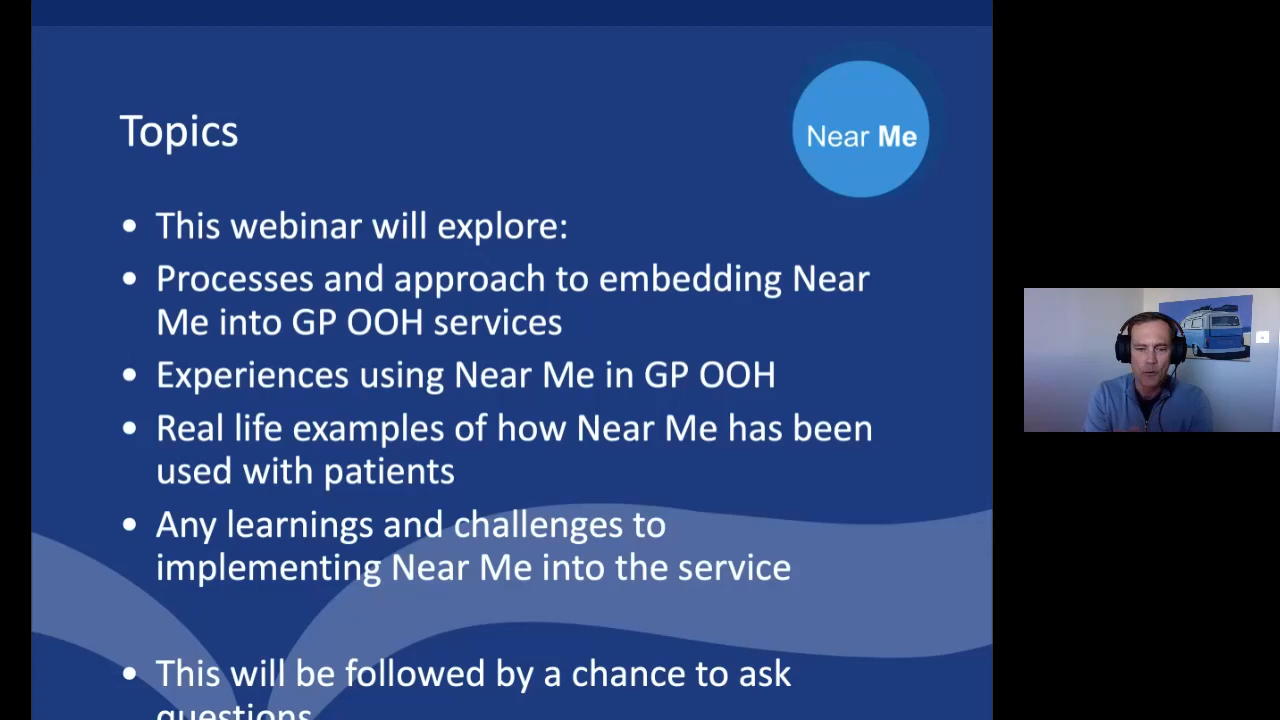 Topics
Near Me
• This webinar will explore:
• Processes and approach to embedding Near
Me into GP OOH services
• Experiences using Near Me in GP OOH
• Real life examples of how Near Me has been
used with patients
• Any learnings and challenges to
implementing Near Me into the service
• This will be followed by a chance to ask
questions